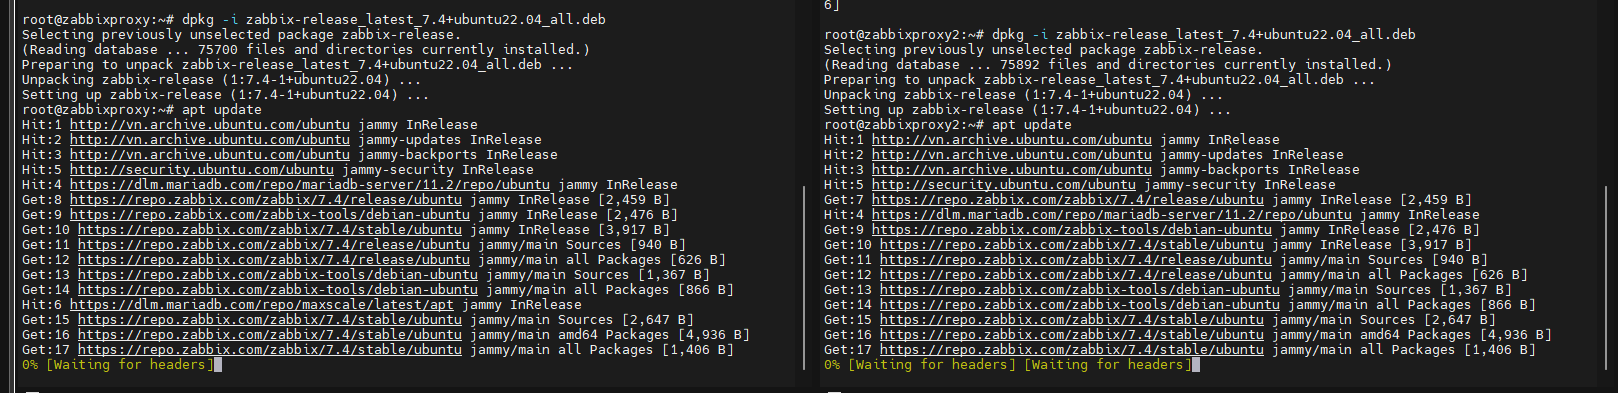 root@zabbixproxy:~# dpkg -i zabbix-release_latest_7.4+ubuntu22.04_all.deb
Selecting previously unselected package zabbix-release.
(Reading database ... 75700 files and directories currently installed.)
Preparing to unpack zabbix-release_latest_7.4+ubuntu22.04_all.deb ...
Unpacking zabbix-release (1:7.4-1+ubuntu22.04) ...
Setting up zabbix-release (1:7.4-1+ubuntu22.04) ...
root@zabbixproxy:~# apt update
Hit:1 http://vn.archive.ubuntu.com/ubuntu jammy InRelease
Hit:2 http://vn.archive.ubuntu.com/ubuntu jammy-updates InRelease
Hit:3 http://vn.archive.ubuntu.com/ubuntu jammy-backports InRelease
Hit:5 http://security.ubuntu.com/ubuntu jammy-security InRelease
Hit:4 https://dlm.mariadb.com/repo/mariadb-server/11.2/repo/ubuntu jammy InRelease
Get:8 https://repo.zabbix.com/zabbix/7.4/release/ubuntu jammy InRelease [2,459 B]
Get:9 https://repo.zabbix.com/zabbix-tools/debian-ubuntu jammy InRelease [2,476 B]
Get:10 https://repo.zabbix.com/zabbix/7.4/stable/ubuntu jammy InRelease [3,917 B]
Get:11 https://repo.zabbix.com/zabbix/7.4/release/ubuntu jammy/main Sources [940 B]
Get:12 https://repo.zabbix.com/zabbix/7.4/release/ubuntu jammy/main all Packages [626 B]
Get:13 https://repo.zabbix.com/zabbix-tools/debian-ubuntu jammy/main Sources [1,367 B]
Get:14 https://repo.zabbix.com/zabbix-tools/debian-ubuntu jammy/main all Packages [866 B]
Hit:6 https://dlm.mariadb.com/repo/maxscale/latest/apt jammy InRelease
Get:15 https://repo.zabbix.com/zabbix/7.4/stable/ubuntu jammy/main Sources [2,647 B]
Get:16 https://repo.zabbix.com/zabbix/7.4/stable/ubuntu jammy/main amd64 Packages [4,936 B]
Get:17 https://repo.zabbix.com/zabbix/7.4/stable/ubuntu jammy/main all Packages [1,406 B]
0% [Waiting for headers]
6]
root@zabbixproxy2:~# dpkg -i zabbix-release_latest_7.4+ubuntu22.04_all.deb
Selecting previously unselected package zabbix-release.
(Reading database ... 75892 files and directories currently installed.)
Preparing to unpack zabbix-release_latest_7.4+ubuntu22.04_all.deb ...
Unpacking zabbix-release (1:7.4-1+ubuntu22.04) ...
Setting up zabbix-release (1:7.4-1+ubuntu22.04) ...
root@zabbixproxy2:~# apt update
Hit:1 http://vn.archive.ubuntu.com/ubuntu jammy InRelease
Hit:2 http://vn.archive.ubuntu.com/ubuntu jammy-updates InRelease
Hit:3 http://vn.archive.ubuntu.com/ubuntu jammy-backports InRelease
Hit:5 http://security.ubuntu.com/ubuntu jammy-security InRelease
Get:7 https://repo.zabbix.com/zabbix/7.4/release/ubuntu jammy InRelease [2,459 B]
Hit:4 https://dlm.mariadb.com/repo/mariadb-server/11.2/repo/ubuntu jammy InRelease
Get:9 https://repo.zabbix.com/zabbix-tools/debian-ubuntu jammy InRelease [2,476 B]
Get:10 https://repo.zabbix.com/zabbix/7.4/stable/ubuntu jammy InRelease [3,917 B]
Get:11 https://repo.zabbix.com/zabbix/7.4/release/ubuntu jammy/main Sources [940 B]
Get:12 https://repo.zabbix.com/zabbix/7.4/release/ubuntu jammy/main all Packages [626 B]
Get:13 https://repo.zabbix.com/zabbix-tools/debian-ubuntu jammy/main Sources [1,367 B]
Get:14 https://repo.zabbix.com/zabbix-tools/debian-ubuntu jammy/main all Packages [866 B]
Get:15 https://repo.zabbix.com/zabbix/7.4/stable/ubuntu jammy/main Sources [2,647 B]
Get:16 https://repo.zabbix.com/zabbix/7.4/stable/ubuntu jammy/main amd64 Packages [4,936 B]
Get:17 https://repo.zabbix.com/zabbix/7.4/stable/ubuntu jammy/main all Packages [1,406 B]
0% [Waiting for headers] [Waiting for headers]